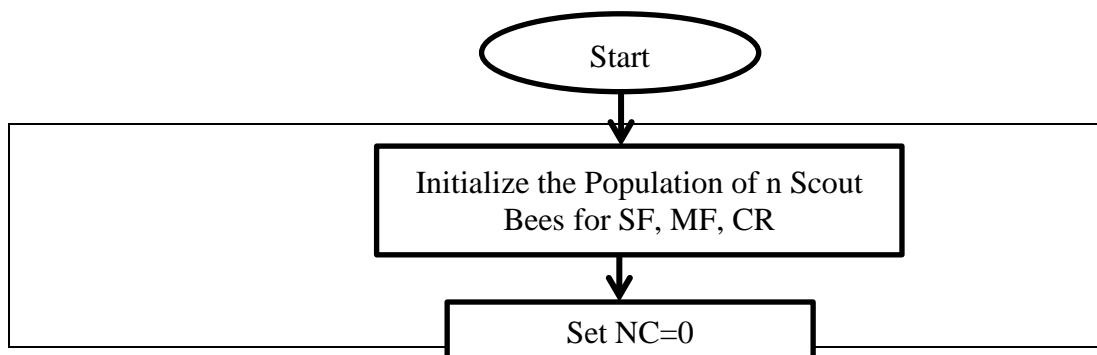 Start
Initialize the Population of n Scout
Bees for SF, MF, CR
Set NC=0